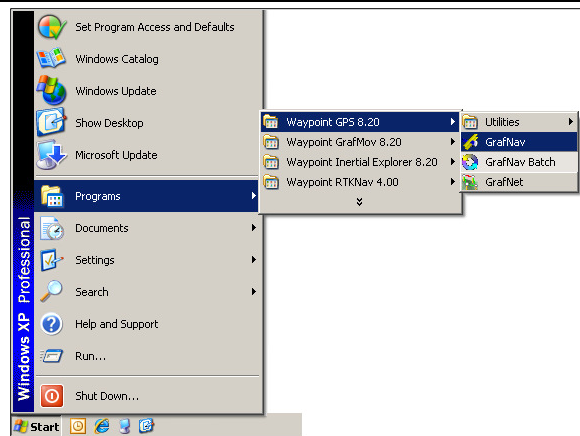 Set Program Access and Defaults
Windows Catalog
Windows Update
Show Desktop
Microsoft Update
Programs
Documents
Settings
Search
Help and Support
Run...
Shut Down...
Windows XP Professional
Start
Waypoint GPS 8.20
Waypoint GrafMov 8.20
Waypoint Inertial Explorer 8.20
Waypoint RTKNav 4.00
Utilities
GrafNav
GrafNav Batch
GrafNet